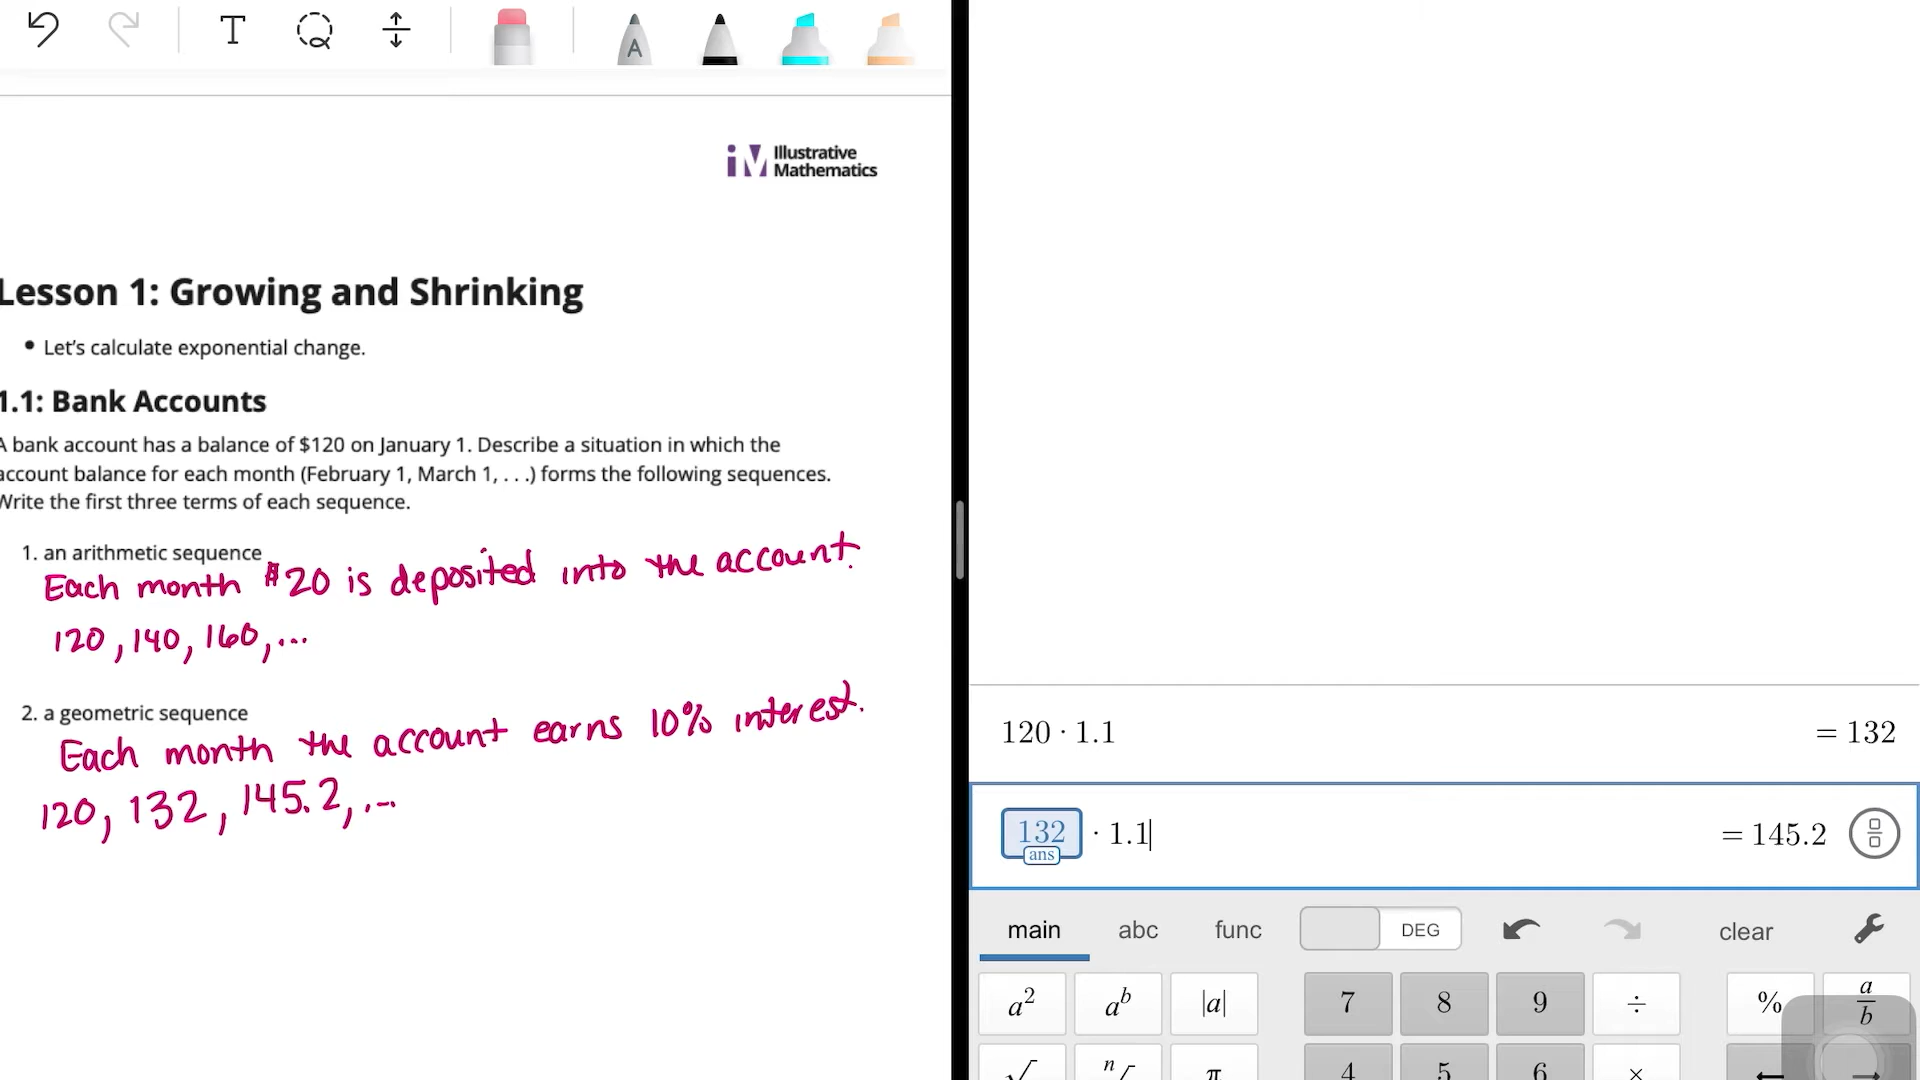 T
A
Illustrative
Mathematics
Lesson 1: Growing and Shrinking
• Let's calculate exponential change.
1.1: Bank Accounts
A bank account has a balance of $120 on January 1. Describe a situation in which the
account balance for each month (February 1, March 1, . . .) forms the following sequences.
Write the first three terms of each sequence.
1. an arithmetic sequence
Each month $20 is deposited into the account.
120, 140, 160, ...
2. a geometric sequence
Each month the account earns 10% interest.
120, 132, 145.2, ...
120 · 1.1 = 132
132 · 1.1 = 145.2
ans
main abc func DEG clear
a² aᵇ |a| 7 8 9 ÷ % a/b
√ ⁿ√ π 4 5 6 × ← →